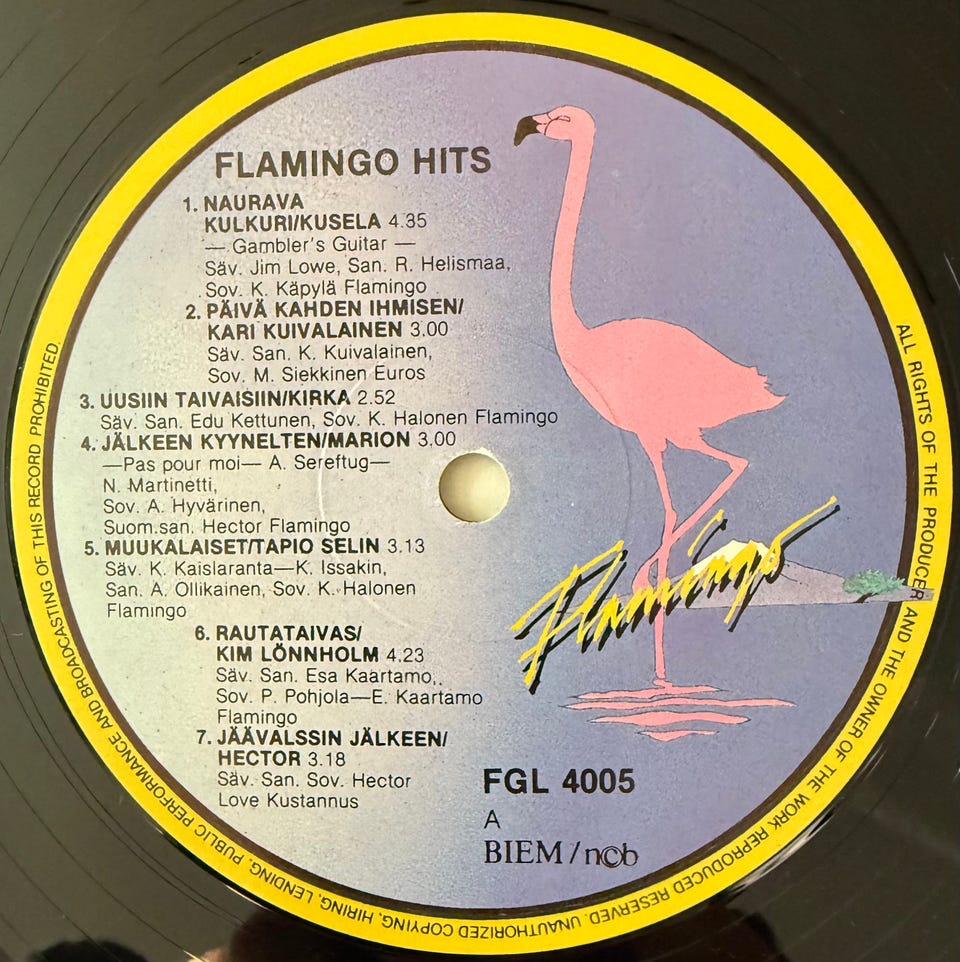 FLAMINGO HITS
1. NAURAVA
KULKURI/KUSELA 4.35
— Gambler's Guitar —
Säv. Jim Lowe, San. R. Helismaa,
Sov. K. Käpylä Flamingo
2. PÄIVÄ KAHDEN IHMISEN/
KARI KUIVALAINEN 3.00
Säv. San. K. Kuivalainen,
Sov. M. Siekkinen Euros
3. UUSIIN TAIVAISIIN/KIRKA 2.52
Säv. San. Edu Kettunen, Sov. K. Halonen Flamingo
4. JÄLKEEN KYYNELTEN/MARION 3.00
—Pas pour moi— A. Sereftug—
N. Martinetti,
Sov. A. Hyvärinen,
Suom.san. Hector Flamingo
5. MUUKALAISET/TAPIO SELIN 3.13
Säv. K. Kaislaranta—K. Issakin,
San. A. Ollikainen, Sov. K. Halonen
Flamingo
6. RAUTATAIVAS/
KIM LÖNNHOLM 4.23
Säv. San. Esa Kaartamo,
Sov. P. Pohjola—E. Kaartamo
Flamingo
7. JÄÄVALSSIN JÄLKEEN/
HECTOR 3.18
Säv. San. Sov. Hector
Love Kustannus
Flamingo
FGL 4005
A
BIEM/n©b
ALL RIGHTS OF THE PRODUCER AND THE OWNER OF THE WORK REPRODUCED RESERVED. UNAUTHORIZED COPYING, HIRING, LENDING, PUBLIC PERFORMANCE AND BROADCASTING OF THIS RECORD PROHIBITED.